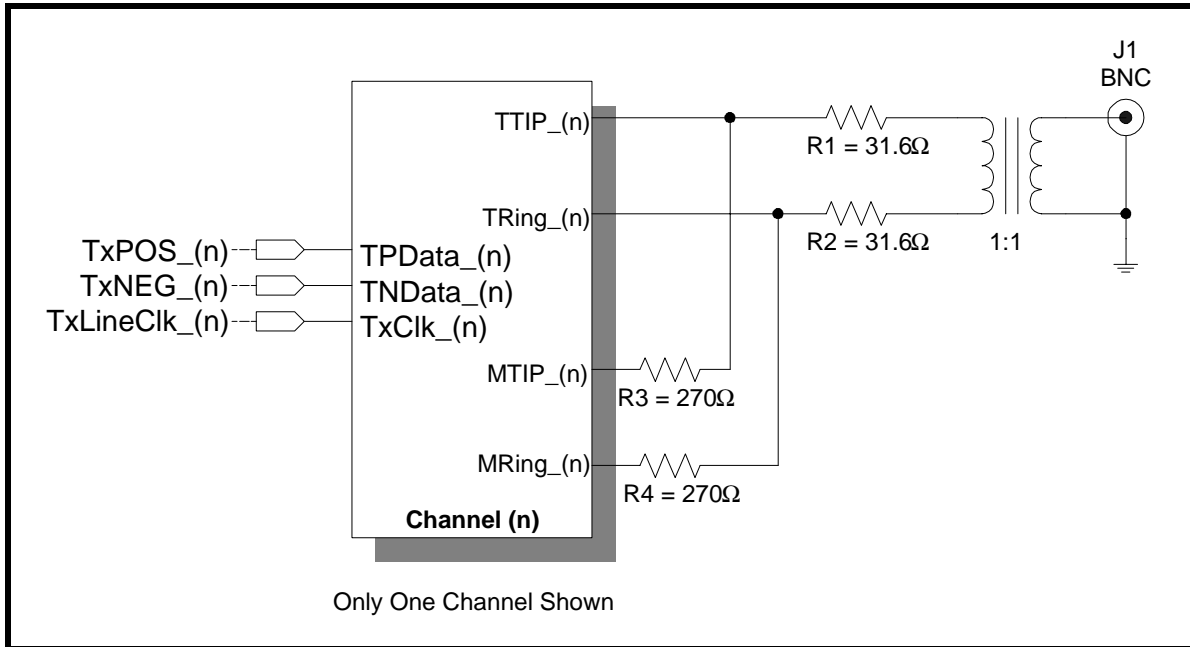 J1
BNC
TTIP_(n)
R1 = 31.6Ω
TRing_(n)
R2 = 31.6Ω
1:1
TxPOS_(n)
TPData_(n)
TxNEG_(n)
TNData_(n)
TxLineClk_(n)
TxClk_(n)
MTIP_(n)
R3 = 270Ω
MRing_(n)
R4 = 270Ω
Channel (n)
Only One Channel Shown